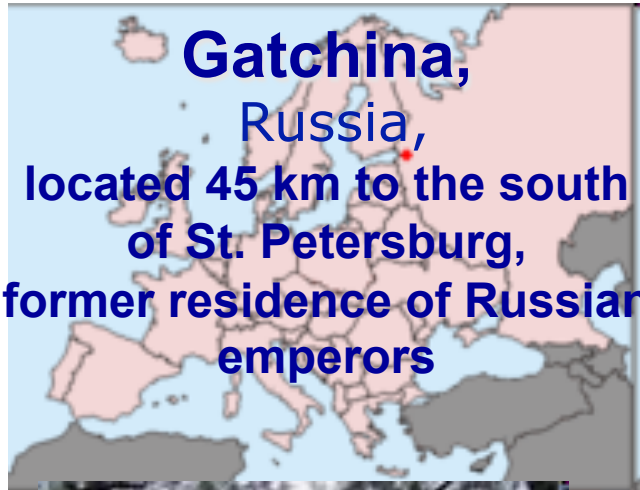 Gatchina,
Russia,
located 45 km to the south
of St. Petersburg,
former residence of Russian
emperors